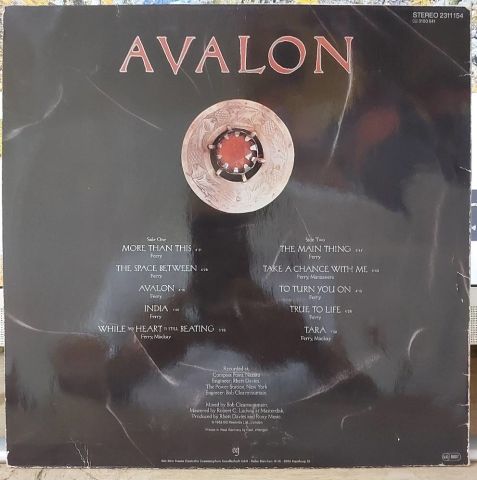 STEREO 2311 154
AVALON
Side One
MORE THAN THIS
Ferry
THE SPACE BETWEEN
Ferry
AVALON
Ferry
INDIA
Ferry
WHILE MY HEART IS STILL BEATING
Ferry, Mackay
Side Two
THE MAIN THING
Ferry
TAKE A CHANCE WITH ME
Ferry, Manzanera
TO TURN YOU ON
Ferry
TRUE TO LIFE
Ferry
TARA
Ferry, Mackay
Recorded at
Compass Point, Nassau
Engineer: Rhett Davies
The Power Station, New York
Engineer: Bob Clearmountain
Mixed by Bob Clearmountain
Mastered by Robert C. Ludwig at Masterdisk
Produced by Rhett Davies and Roxy Music
eg